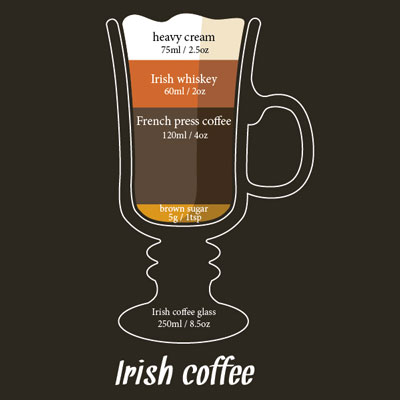 heavy cream
75ml / 2.5oz
Irish whiskey
60ml / 2oz
French press coffee
120ml / 4oz
brown sugar
5g / 1tsp
Irish coffee glass
250ml / 8.5oz
Irish coffee